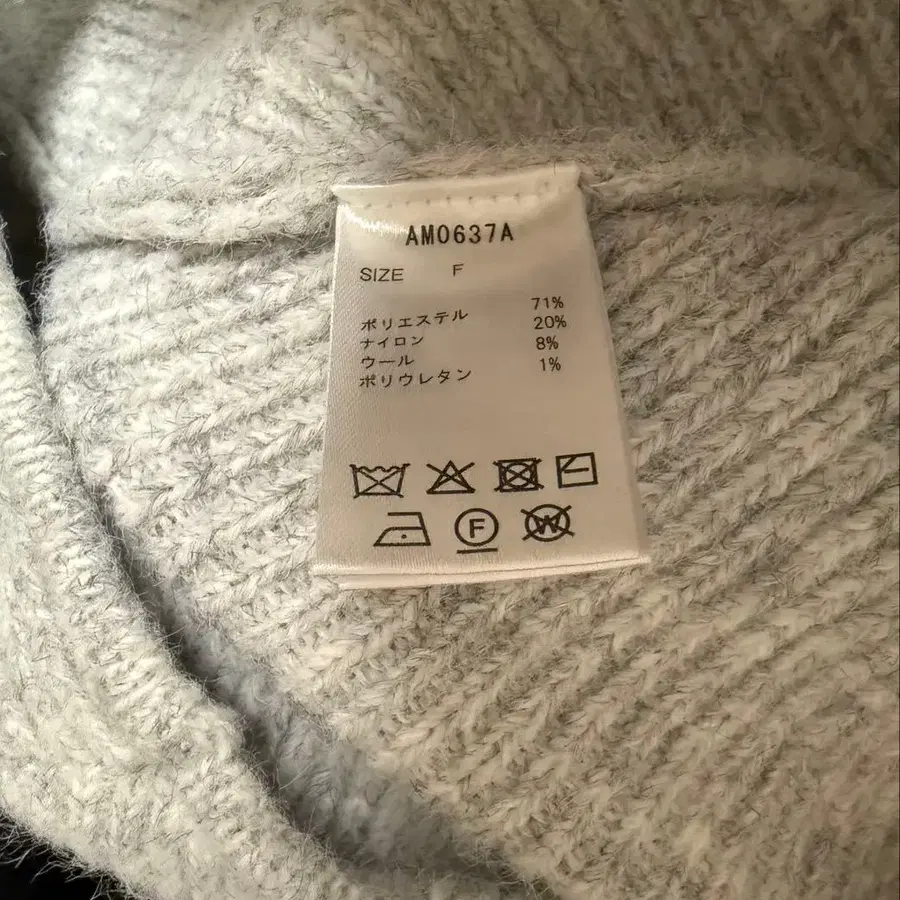 AM0637A
SIZE F
ポリエステル 71%
ナイロン 20%
ウール 8%
ポリウレタン 1%
F
W